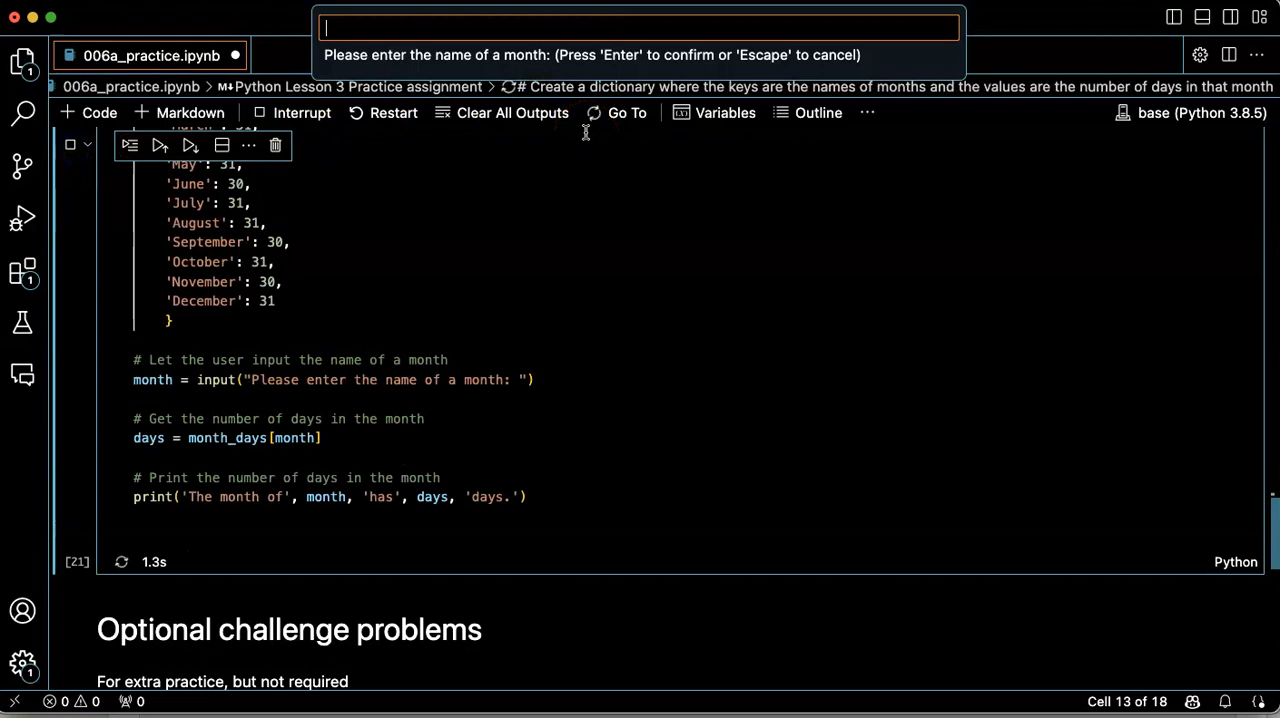 Please enter the name of a month: (Press 'Enter' to confirm or 'Escape' to cancel)
006a_practice.ipynb
006a_practice.ipynb > M↓Python Lesson 3 Practice assignment > # Create a dictionary where the keys are the names of months and the values are the number of days in that month
+ Code + Markdown Interrupt Restart Clear All Outputs Go To Variables Outline ... base (Python 3.8.5)
'May': 31,
'June': 30,
'July': 31,
'August': 31,
'September': 30,
'October': 31,
'November': 30,
'December': 31
}
# Let the user input the name of a month
month = input("Please enter the name of a month: ")
# Get the number of days in the month
days = month_days[month]
# Print the number of days in the month
print('The month of', month, 'has', days, 'days.')
[21] 1.3s Python
Optional challenge problems
For extra practice, but not required
0 0 0 Cell 13 of 18
1
1
1